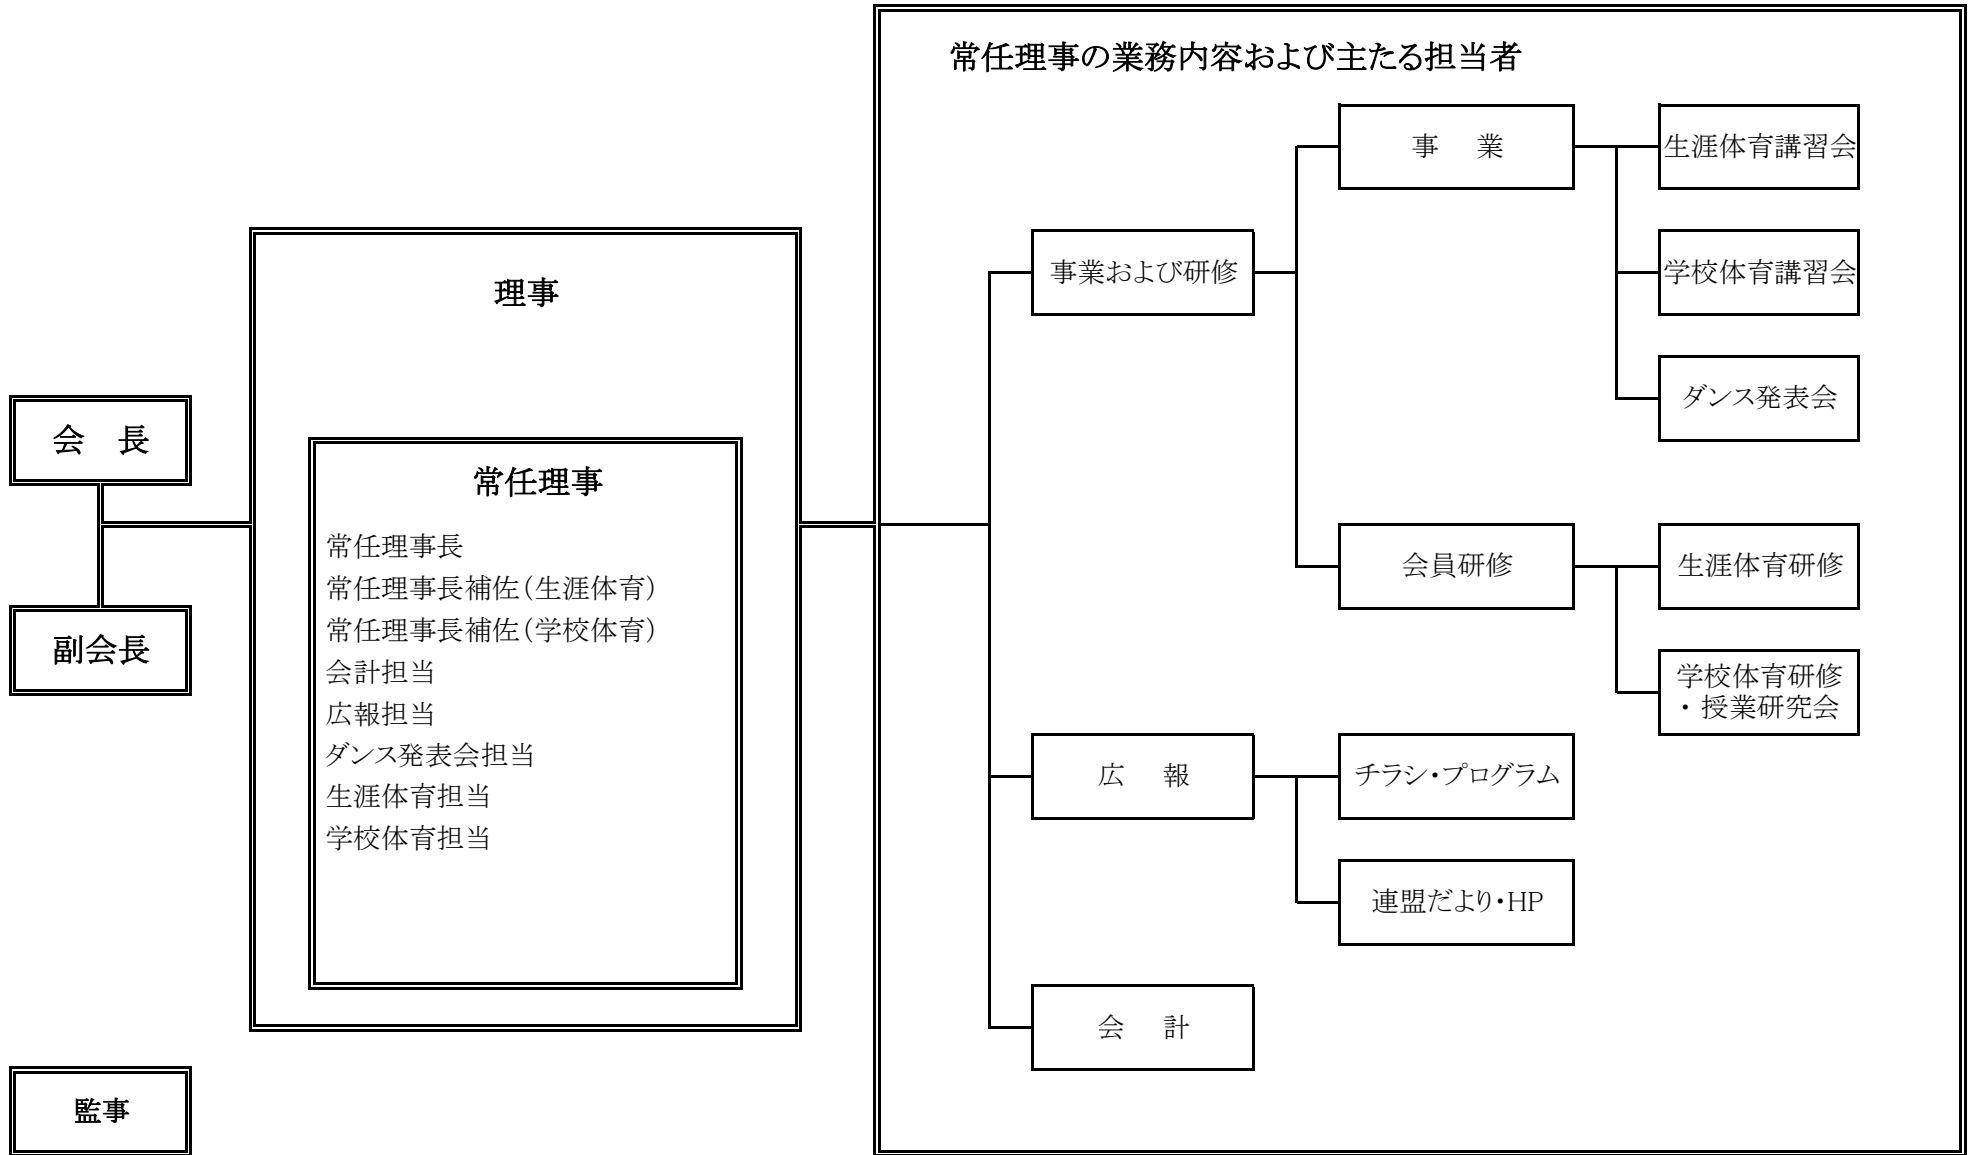 会　長
副会長
監事
理事
常任理事
常任理事長
常任理事長補佐（生涯体育）
常任理事長補佐（学校体育）
会計担当
広報担当
ダンス発表会担当
生涯体育担当
学校体育担当
常任理事の業務内容および主たる担当者
事業および研修
事　業
生涯体育講習会
学校体育講習会
ダンス発表会
会員研修
生涯体育研修
学校体育研修
・授業研究会
広　報
チラシ・プログラム
連盟だより・HP
会　計